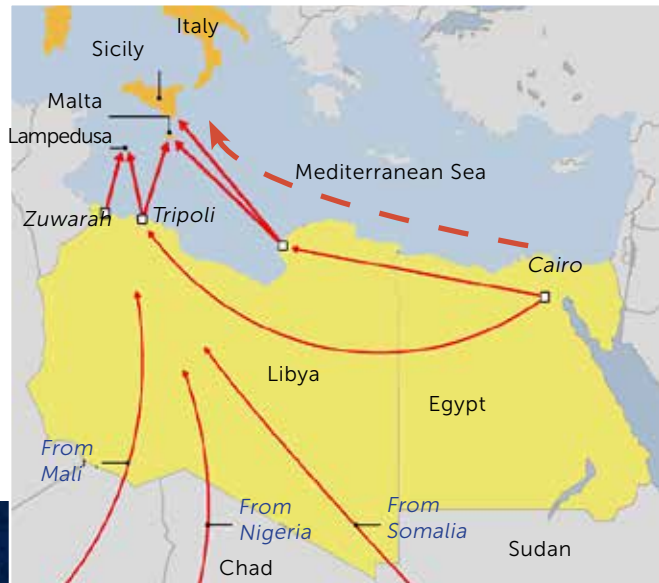 Italy
Sicily
Malta
Lampedusa
Mediterranean Sea
Zuwarah
Tripoli
Cairo
Libya
Egypt
From
Mali
From
Nigeria
From
Somalia
Sudan
Chad